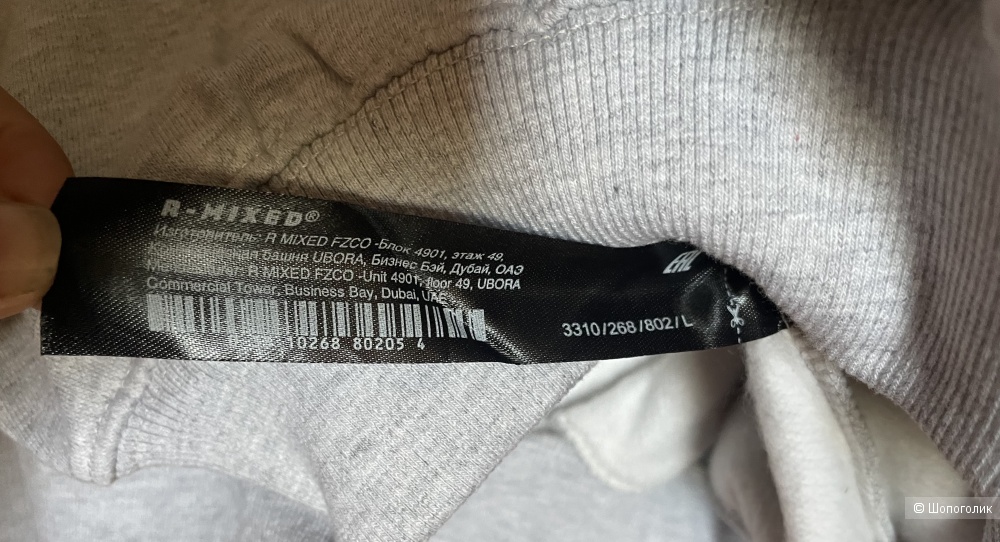 R-MIXED®
Изготовитель: R MIXED FZCO -Блок 4901, этаж 49,
башня UBORA, Бизнес Бэй, Дубай, ОАЭ
R MIXED FZCO -Unit 4901, floor 49, UBORA
Commercial Tower, Business Bay, Dubai, UAE
10268 80205 4
EAC
3310/268/802/L
© Шопоголик